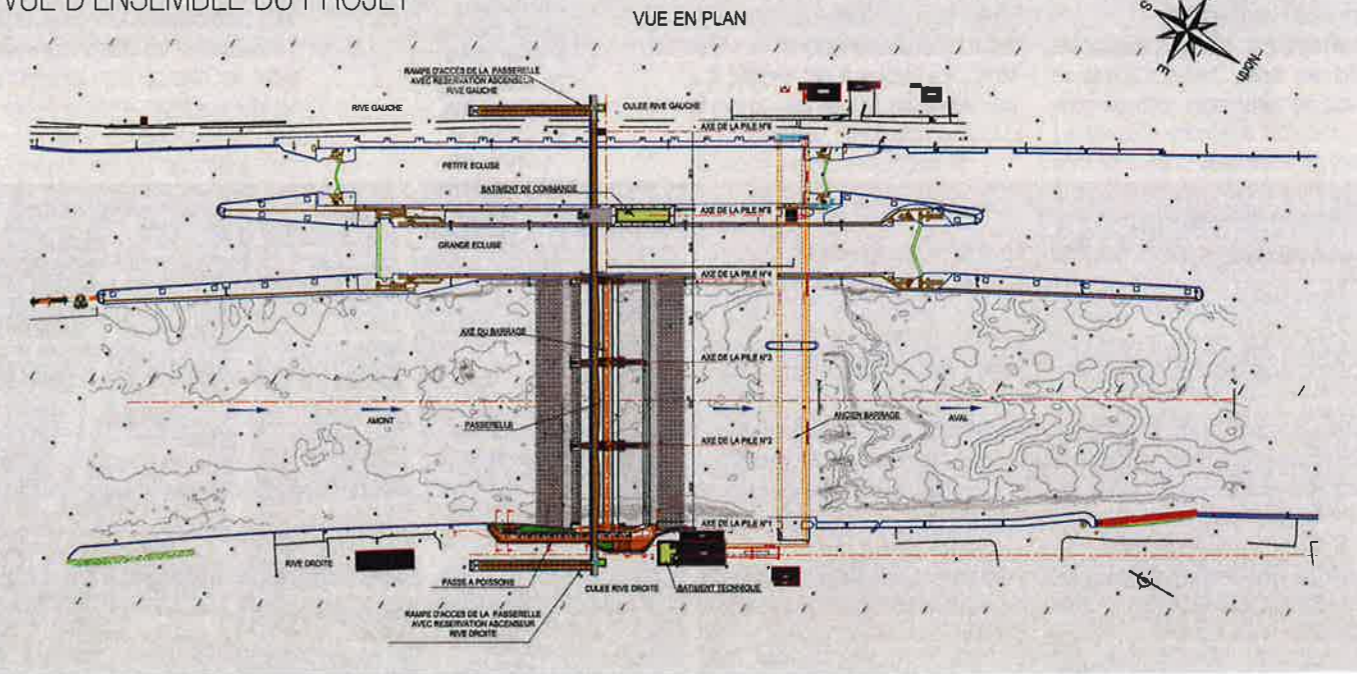 VUE D'ENSEMBLE DU PROJET
VUE EN PLAN
S
E
NORD
RAMPE D'ACCES DE LA PASSERELLE
AVEC RESERVATION ASCENSEUR
RIVE GAUCHE
RIVE GAUCHE
CULEE RIVE GAUCHE
AXE DE LA PILE N°6
PETITE ECLUSE
BATIMENT DE COMMANDE
AXE DE LA PILE N°5
GRANDE ECLUSE
AXE DE LA PILE N°4
AXE DU BARRAGE
AXE DE LA PILE N°3
AMONT
PASSERELLE
ANCIEN BARRAGE
AVAL
AXE DE LA PILE N°2
AXE DE LA PILE N°1
RIVE DROITE
PASSE A POISSONS
CULEE RIVE DROITE
BATIMENT TECHNIQUE
RAMPE D'ACCES DE LA PASSERELLE
AVEC RESERVATION ASCENSEUR
RIVE DROITE